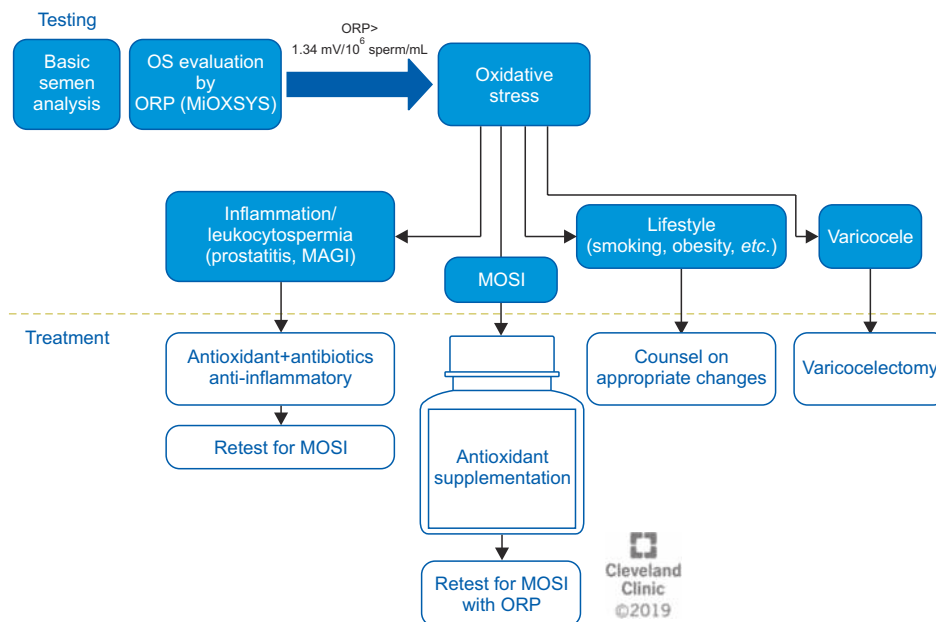 Testing
Basic
semen
analysis
OS evaluation
by
ORP (MiOXSYS)
ORP>
1.34 mV/10⁶ sperm/mL
Oxidative
stress
Inflammation/
leukocytospermia
(prostatitis, MAGI)
MOSI
Lifestyle
(smoking, obesity, etc.)
Varicocele
Treatment
Antioxidant+antibiotics
anti-inflammatory
Retest for MOSI
Antioxidant
supplementation
Retest for MOSI
with ORP
Counsel on
appropriate changes
Varicocelectomy
Cleveland
Clinic
©2019